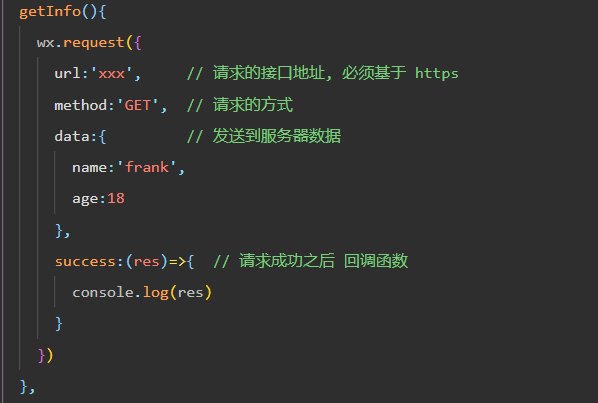 getInfo(){
wx.request({
url:'xxx', // 请求的接口地址, 必须基于 https
method:'GET', // 请求的方式
data:{ // 发送到服务器数据
name:'frank',
age:18
},
success:(res)=>{ // 请求成功之后 回调函数
console.log(res)
}
})
},